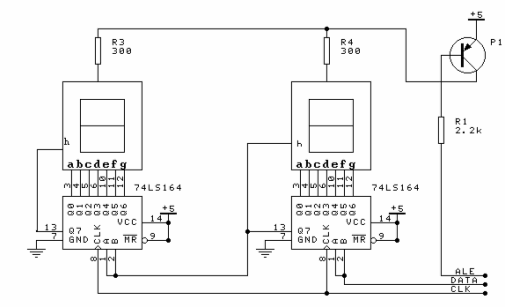 +5
P1
R3
300
R4
300
R1
2.2k
h
abcdefg
h
abcdefg
3 4 5 6 10 11 12
74LS164
3 4 5 6 10 11 12
74LS164
Q0 Q1 Q2 Q3 Q4 Q5 Q6
VCC 14 +5
13 Q7
7 GND CLK A B MR 9
8 1 2
Q0 Q1 Q2 Q3 Q4 Q5 Q6
VCC 14 +5
13 Q7
7 GND CLK A B MR 9
8 1 2
ALE
DATA
CLK